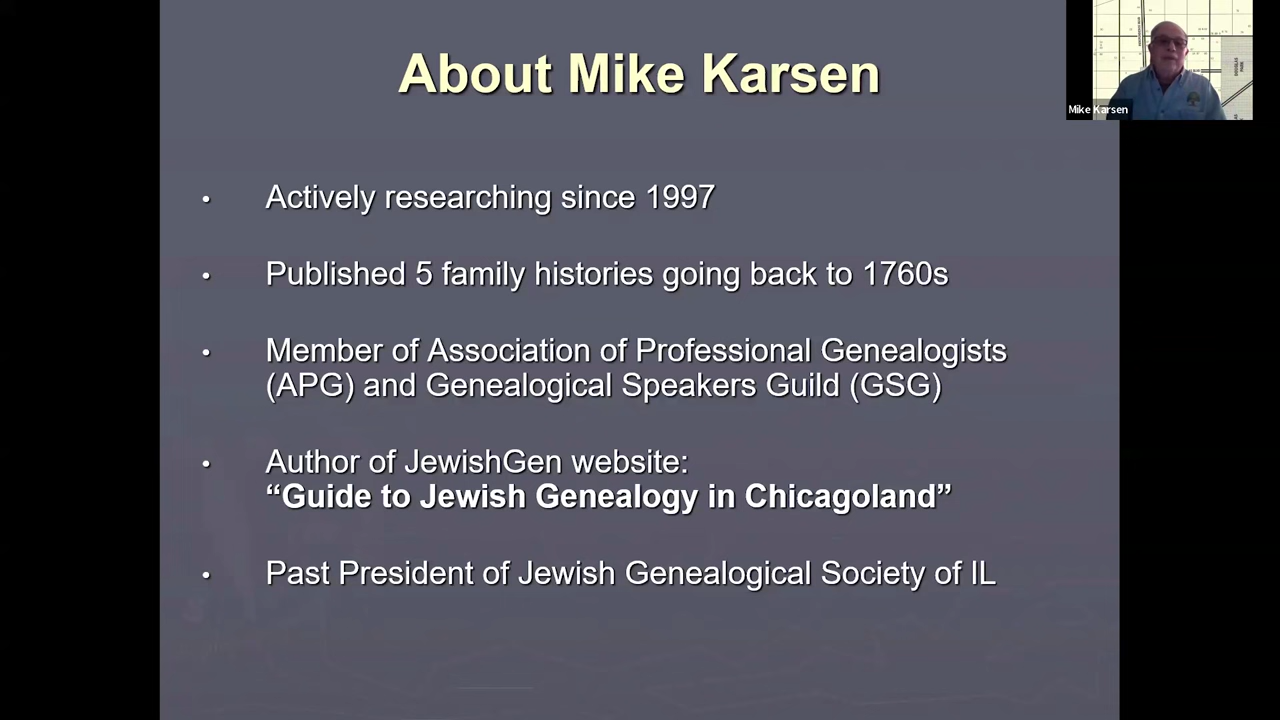 About Mike Karsen
Mike Karsen
• Actively researching since 1997
• Published 5 family histories going back to 1760s
• Member of Association of Professional Genealogists
(APG) and Genealogical Speakers Guild (GSG)
• Author of JewishGen website:
“Guide to Jewish Genealogy in Chicagoland”
• Past President of Jewish Genealogical Society of IL